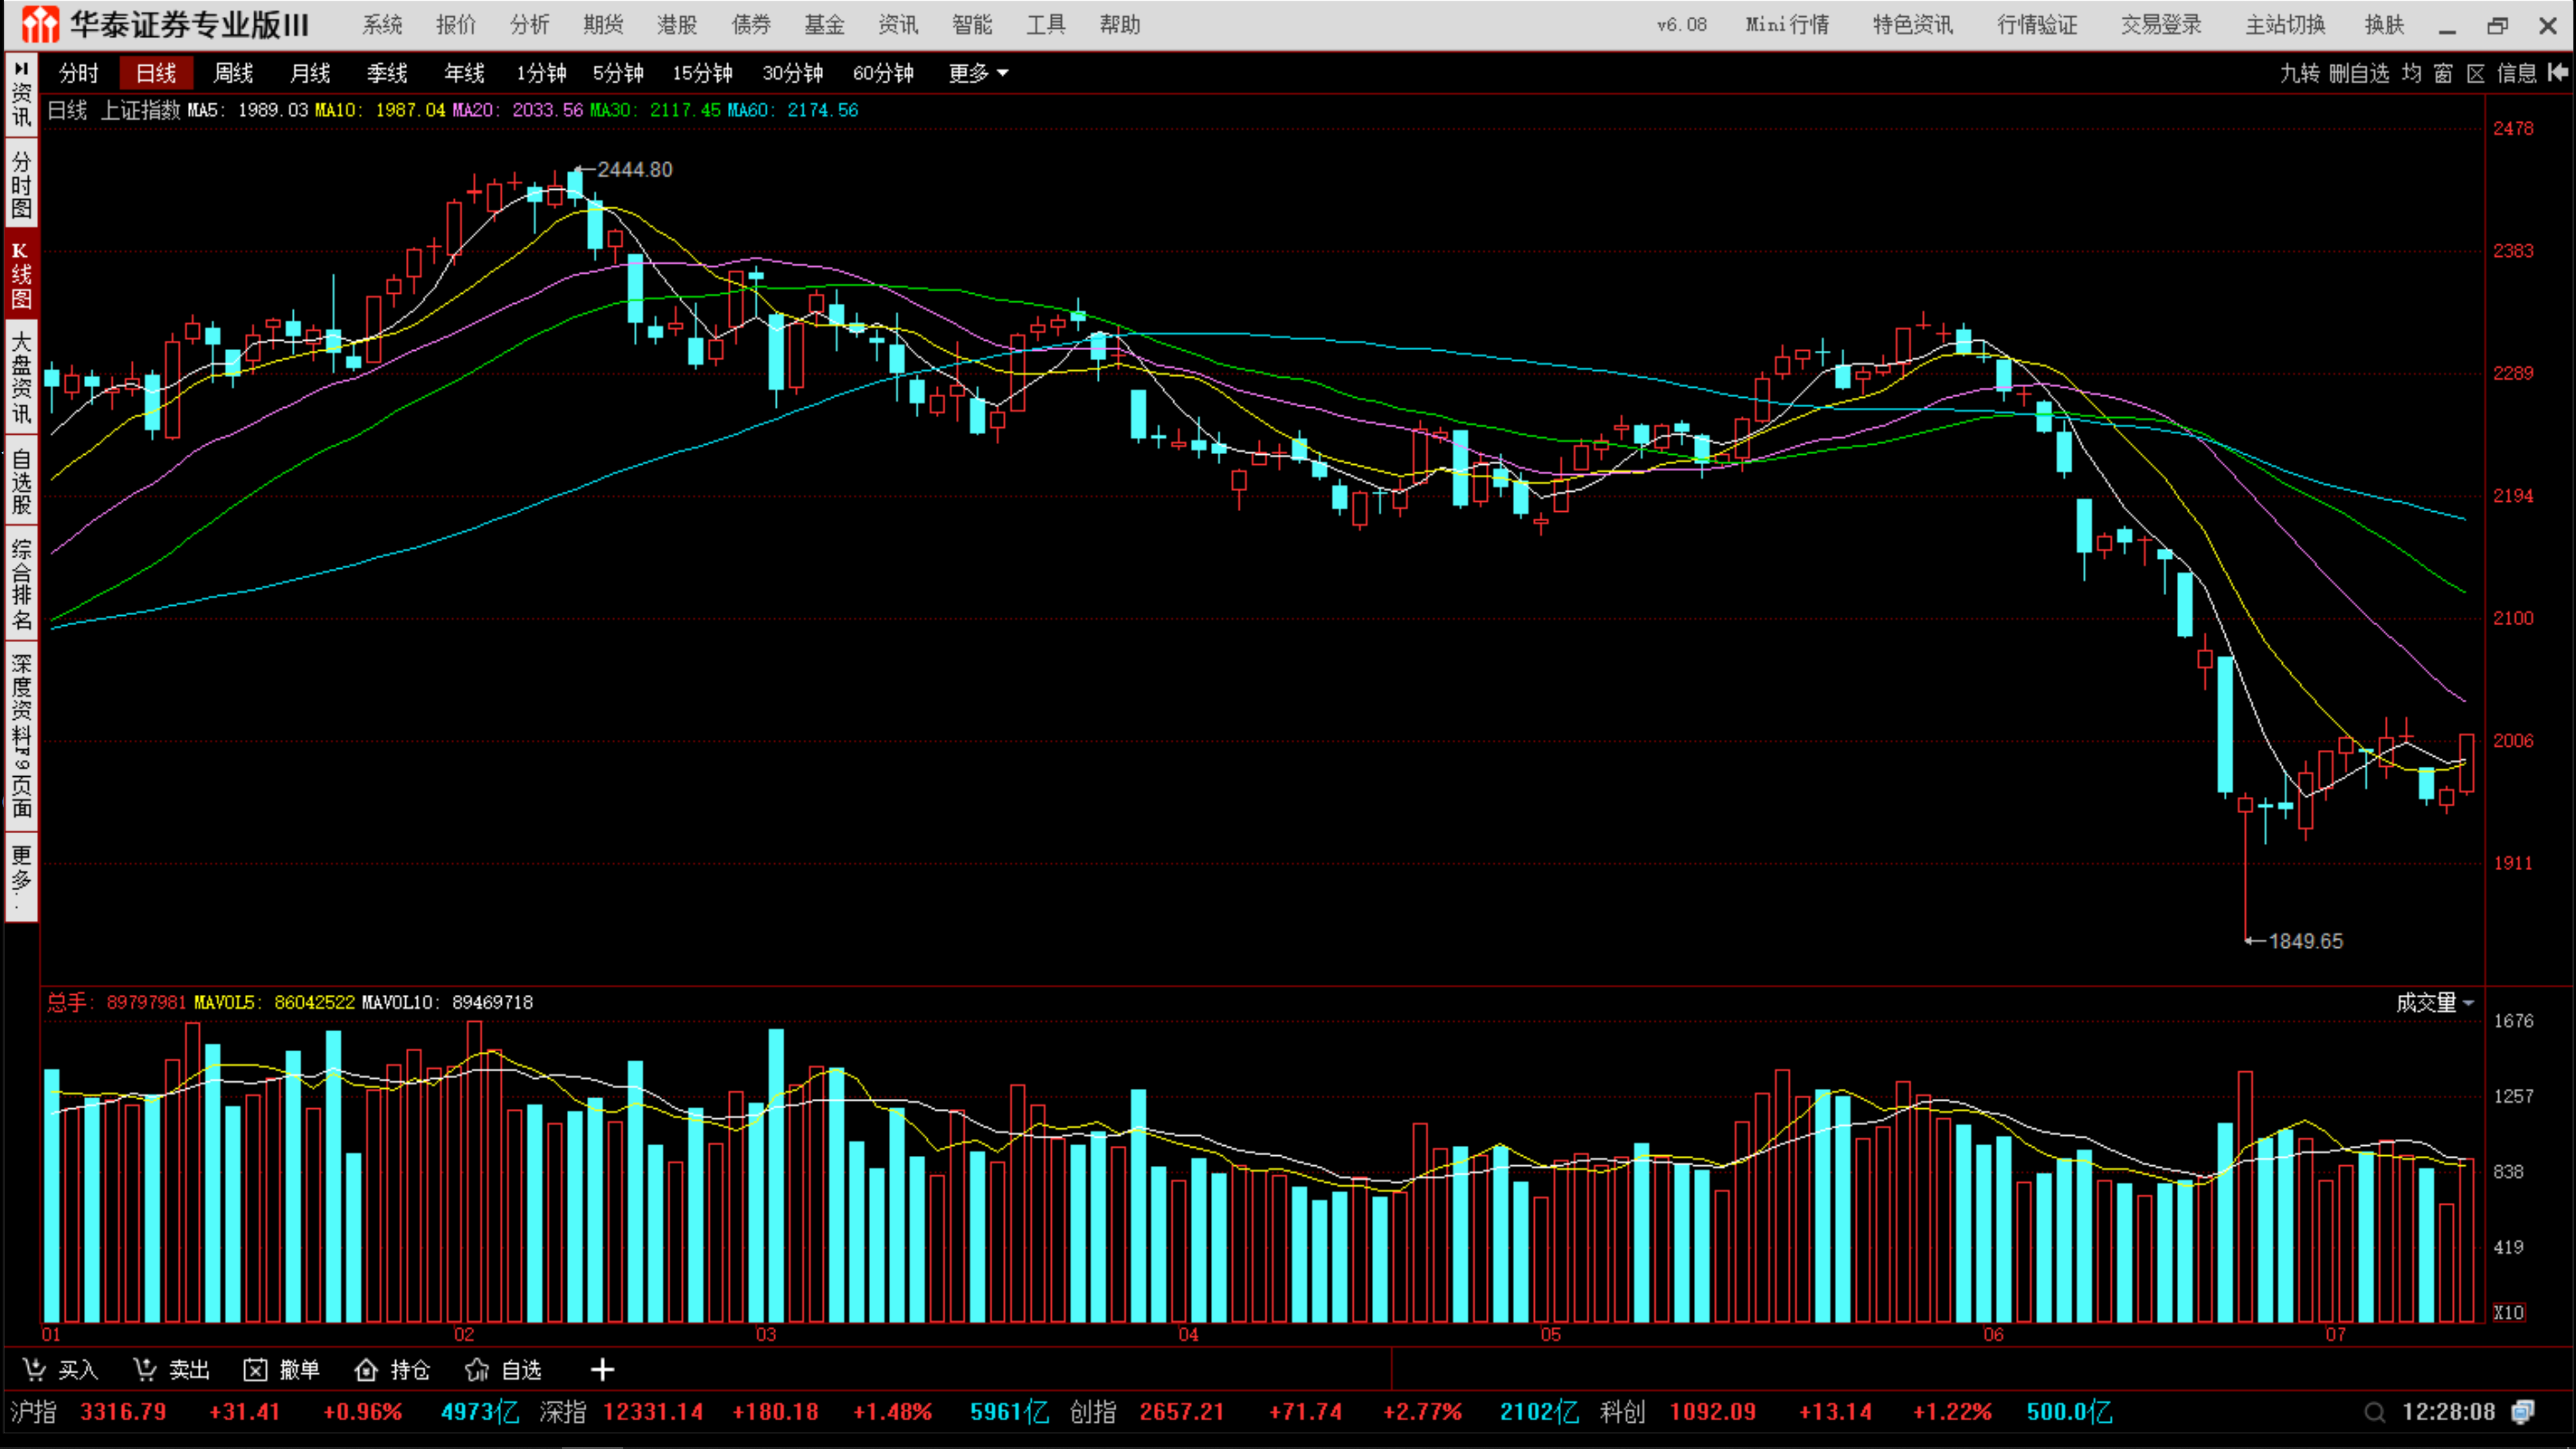 华泰证券专业版III 系统 报价 分析 期货 港股 债券 基金 资讯 智能 工具 帮助 v6.08 Mini行情 特色资讯 行情验证 交易登录 主站切换 换肤
分时 日线 周线 月线 季线 年线 1分钟 5分钟 15分钟 30分钟 60分钟 更多 九转 删自选 均 窗 信息
日线 上证指数 MA5: 1989.03 MA10: 1987.04 MA20: 2033.56 MA30: 2117.45 MA60: 2174.56
资讯
分时图
K线图
大盘资讯
自选股
综合排名
深度资料F9页面
更多..
2444.80
1849.65
2478
2383
2289
2194
2100
2006
1911
总手: 89797981 MAVOL5: 86042522 MAVOL10: 89469718 成交量
1676
1257
838
419
X10
01 02 03 04 05 06 07
买入 卖出 撤单 持仓 自选
沪指 3316.79 +31.41 +0.96% 4973亿 深指 12331.14 +180.18 +1.48% 5961亿 创指 2657.21 +71.74 +2.77% 2102亿 科创 1092.09 +13.14 +1.22% 500.0亿 12:28:08